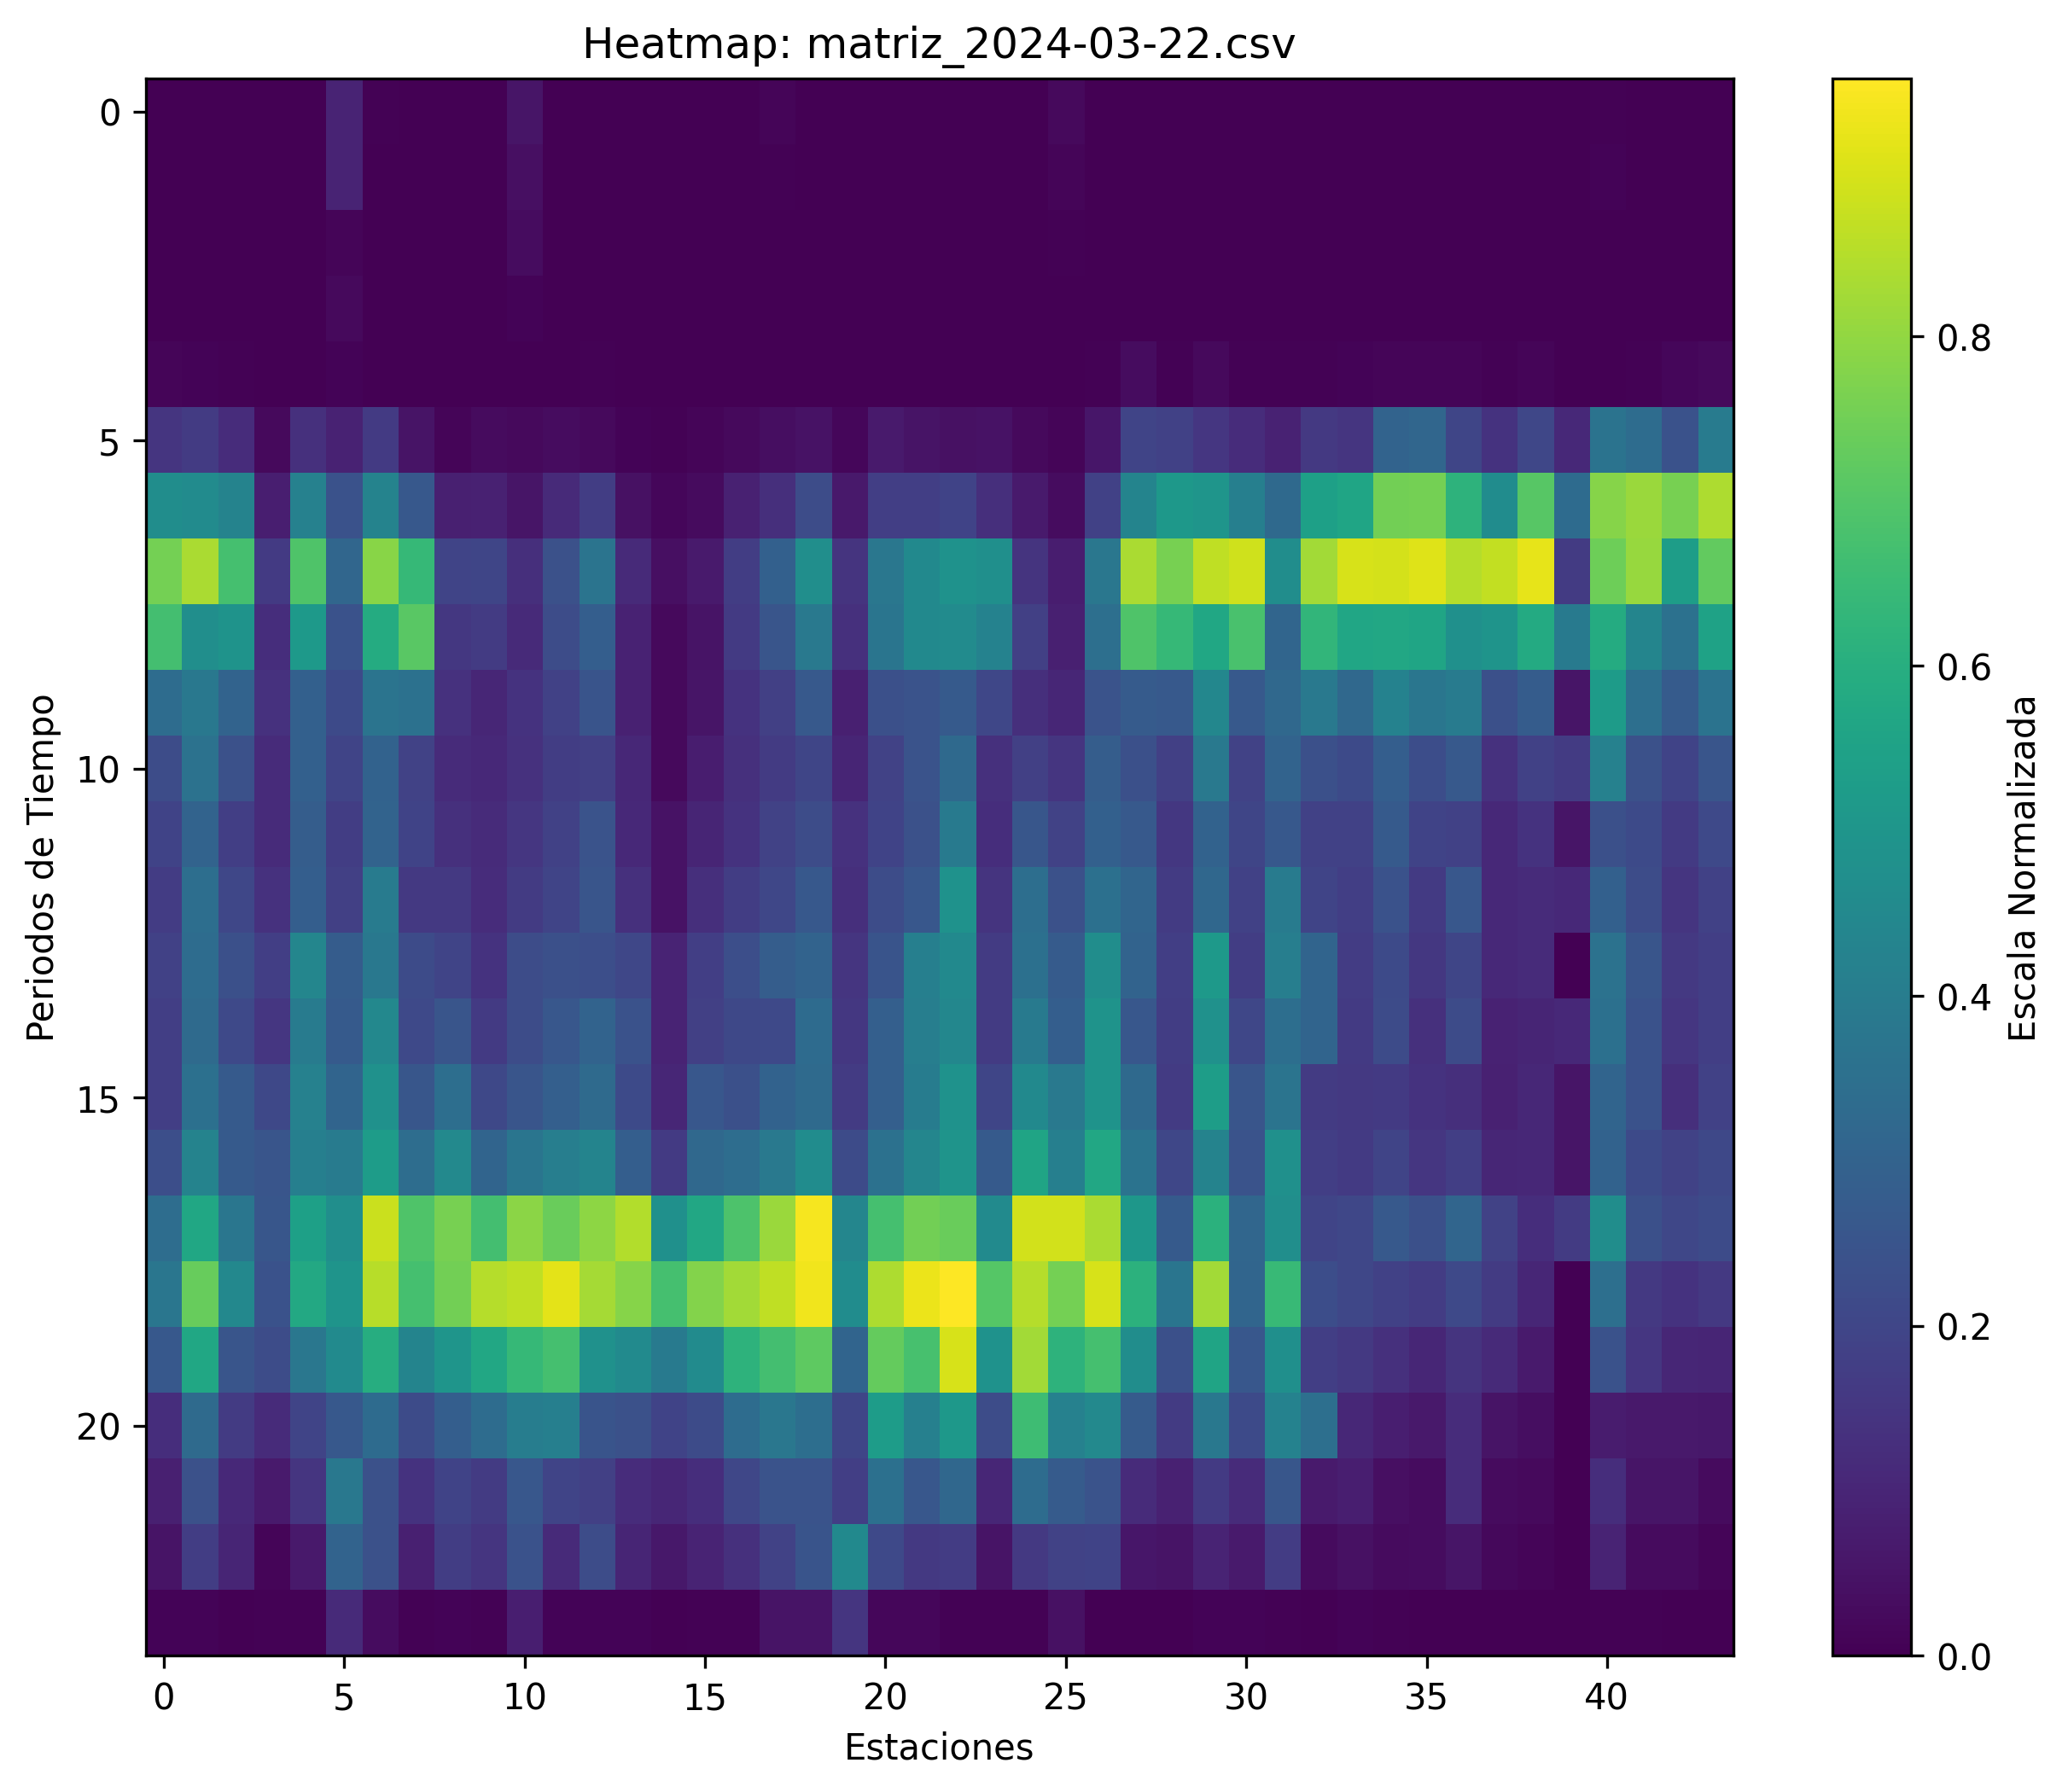 Heatmap: matriz_2024-03-22.csv
Periodos de Tiempo
0
5
10
15
20
0 5 10 15 20 25 30 35 40
Estaciones
0.8
0.6
0.4
0.2
0.0
Escala Normalizada